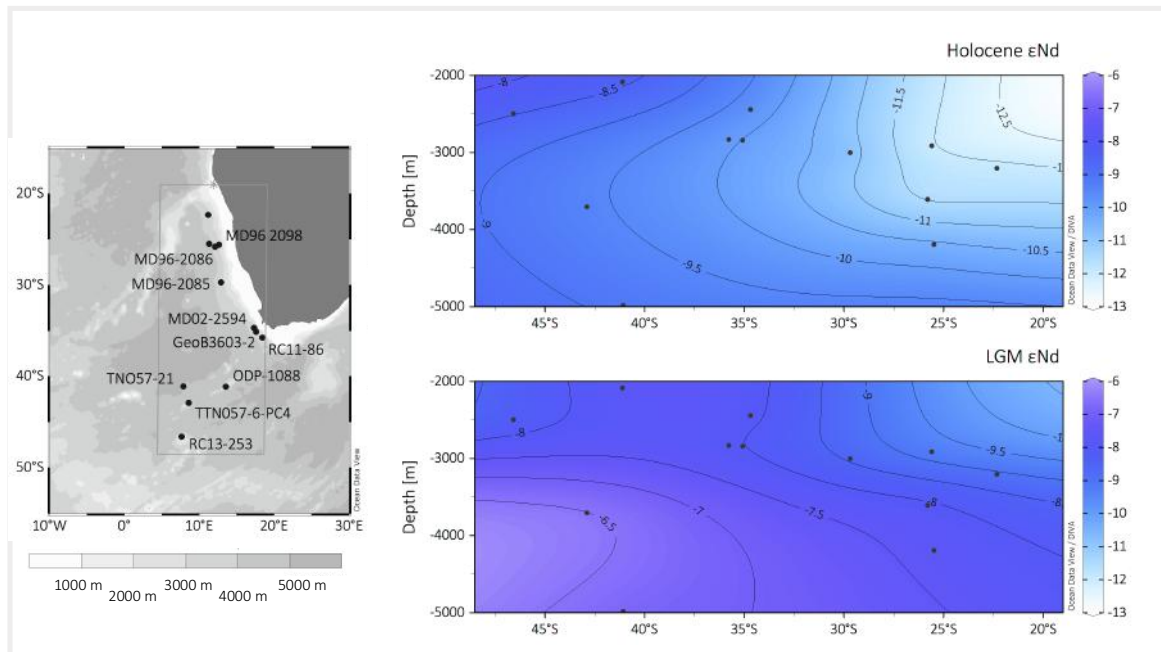 Holocene εNd
-2000
-3000
-4000
-5000
Depth [m]
-8
-8.5
-9
-9.5
-10
-10.5
-11
-11.5
-12.5
-1
45°S
40°S
35°S
30°S
25°S
20°S
-6
-7
-8
-9
-10
-11
-12
-13
Ocean Data View / DIVA
20°S
30°S
40°S
50°S
MD96 2098
MD96-2086
MD96-2085
MD02-2594
GeoB3603-2
RC11-86
TNO57-21
ODP-1088
TTN057-6-PC4
RC13-253
Ocean Data View
10°W
0°
10°E
20°E
30°E
1000 m
2000 m
3000 m
4000 m
5000 m
LGM εNd
-2000
-3000
-4000
-5000
Depth [m]
-8
-9
-9.5
-1
-8
-8.
-7.5
-7
-6.5
45°S
40°S
35°S
30°S
25°S
20°S
-6
-7
-8
-9
-10
-11
-12
-13
Ocean Data View / DIVA